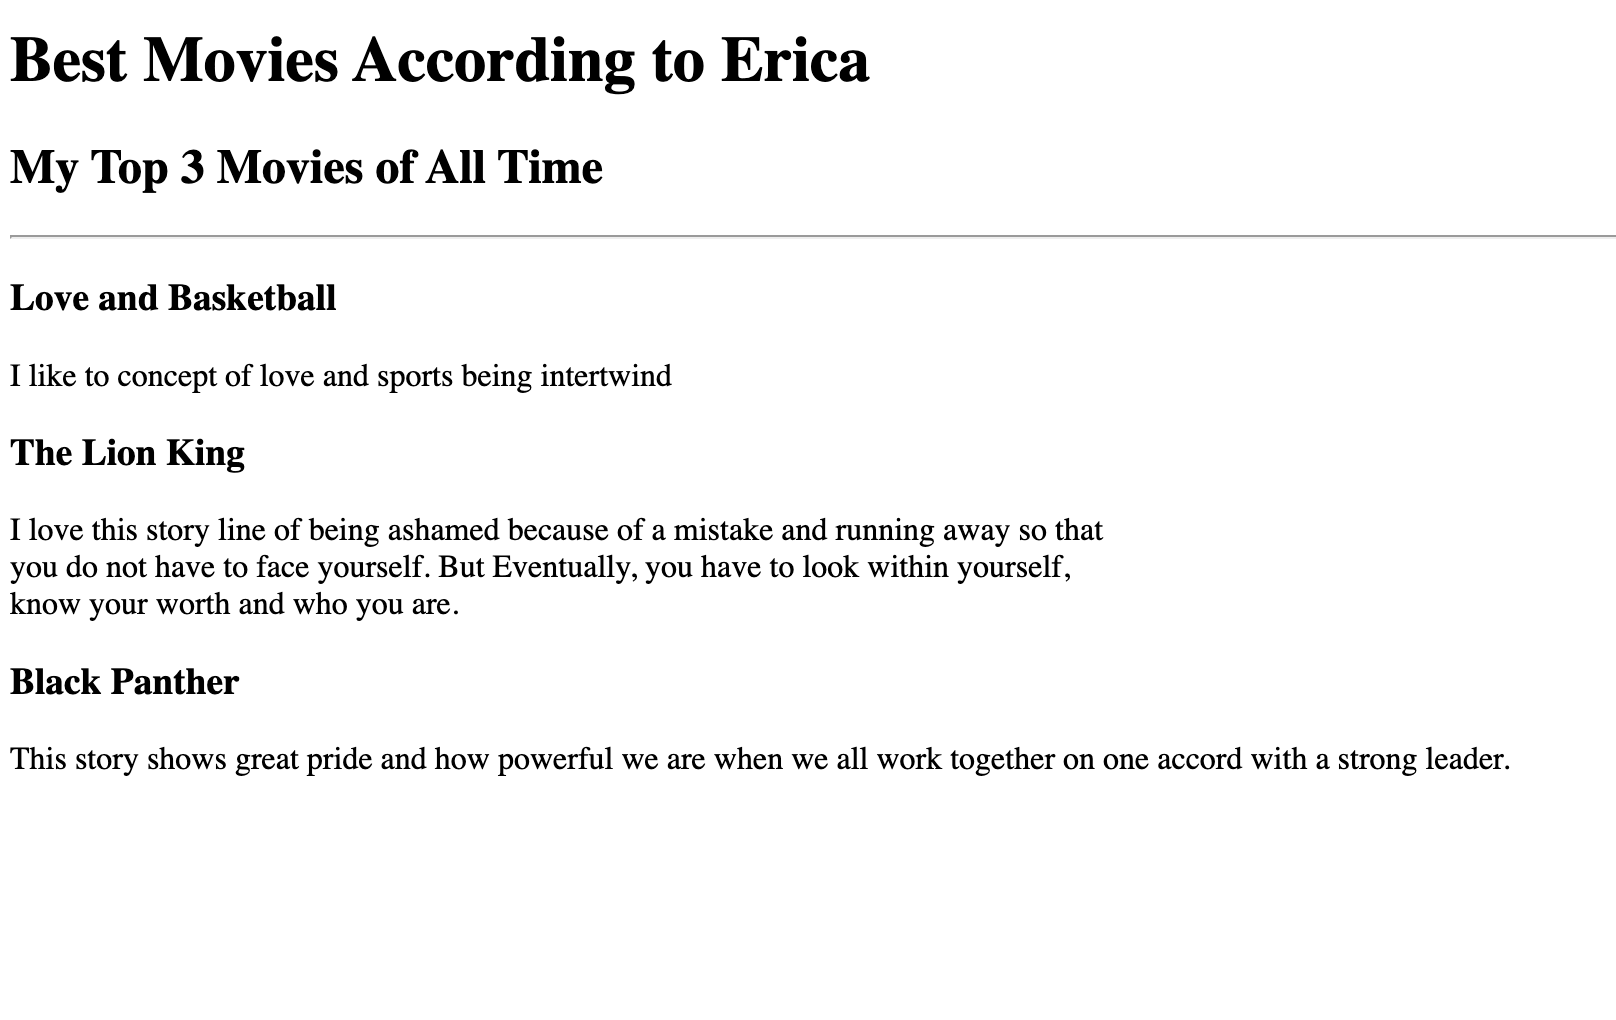 Best Movies According to Erica
My Top 3 Movies of All Time
Love and Basketball
I like to concept of love and sports being intertwind
The Lion King
I love this story line of being ashamed because of a mistake and running away so that
you do not have to face yourself. But Eventually, you have to look within yourself,
know your worth and who you are.
Black Panther
This story shows great pride and how powerful we are when we all work together on one accord with a strong leader.